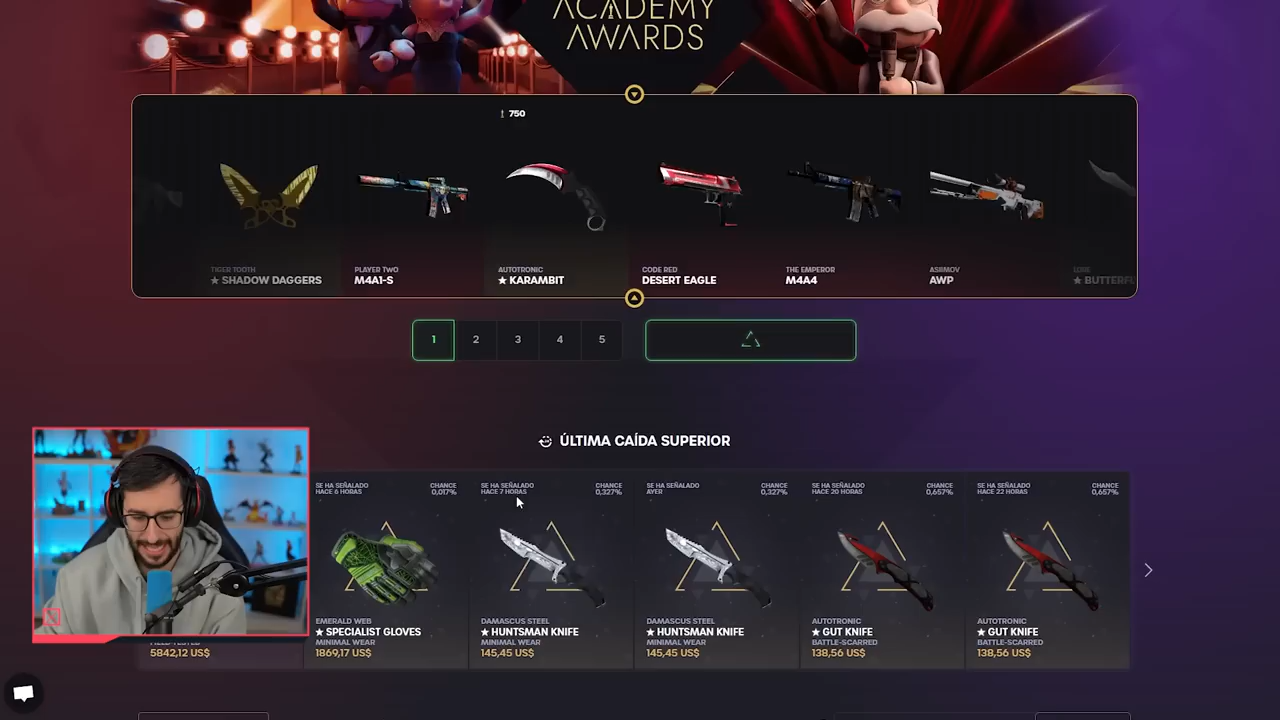 ACADEMY
AWARDS
750
TIGER TOOTH
★ SHADOW DAGGERS
PLAYER TWO
M4A1-S
AUTOTRONIC
★ KARAMBIT
CODE RED
DESERT EAGLE
THE EMPEROR
M4A4
ASIIMOV
AWP
★ BUTTERFL
1 2 3 4 5
ÚLTIMA CAÍDA SUPERIOR
5842,12 US$
SE HA SEÑALADO
HACE 6 HORAS
CHANCE
0,017%
EMERALD WEB
★ SPECIALIST GLOVES
MINIMAL WEAR
1869,17 US$
SE HA SEÑALADO
HACE 7 HORAS
CHANCE
0,327%
DAMASCUS STEEL
★ HUNTSMAN KNIFE
MINIMAL WEAR
145,45 US$
SE HA SEÑALADO
AYER
CHANCE
0,327%
DAMASCUS STEEL
★ HUNTSMAN KNIFE
MINIMAL WEAR
145,45 US$
SE HA SEÑALADO
HACE 20 HORAS
CHANCE
0,657%
AUTOTRONIC
★ GUT KNIFE
BATTLE-SCARRED
138,56 US$
SE HA SEÑALADO
HACE 22 HORAS
CHANCE
0,657%
AUTOTRONIC
★ GUT KNIFE
BATTLE-SCARRED
138,56 US$